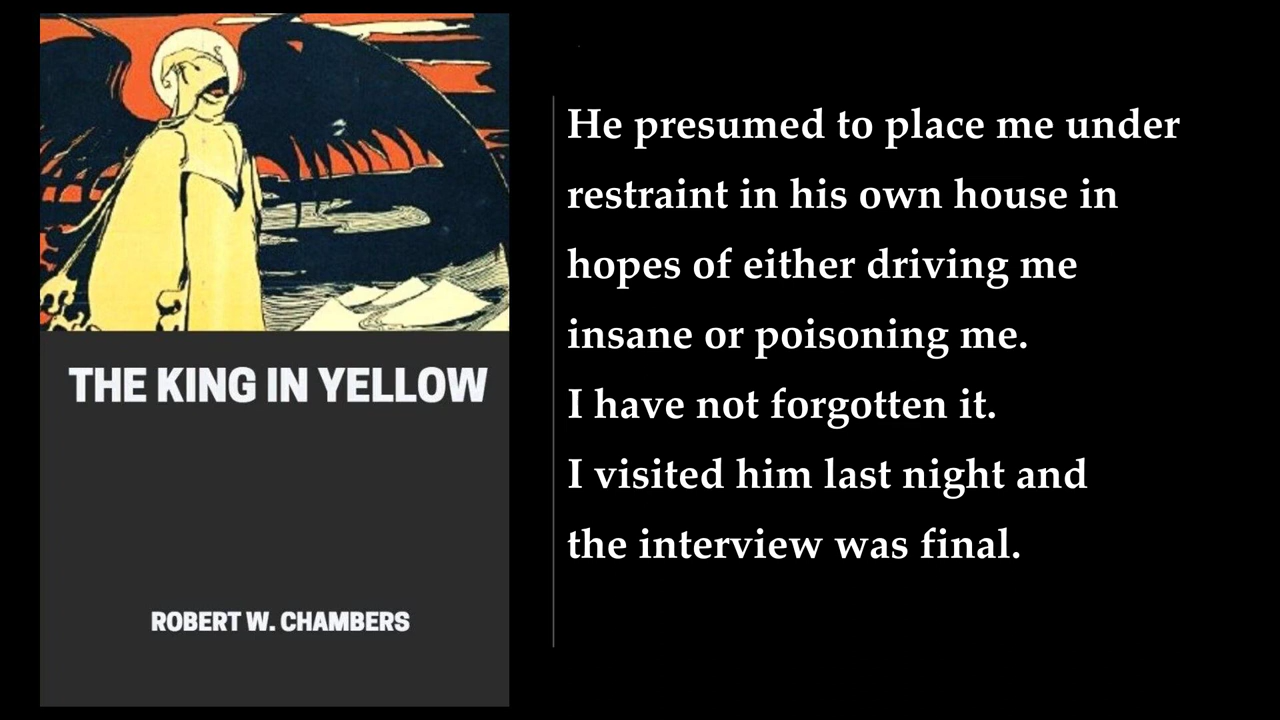 THE KING IN YELLOW
ROBERT W. CHAMBERS
He presumed to place me under
restraint in his own house in
hopes of either driving me
insane or poisoning me.
I have not forgotten it.
I visited him last night and
the interview was final.